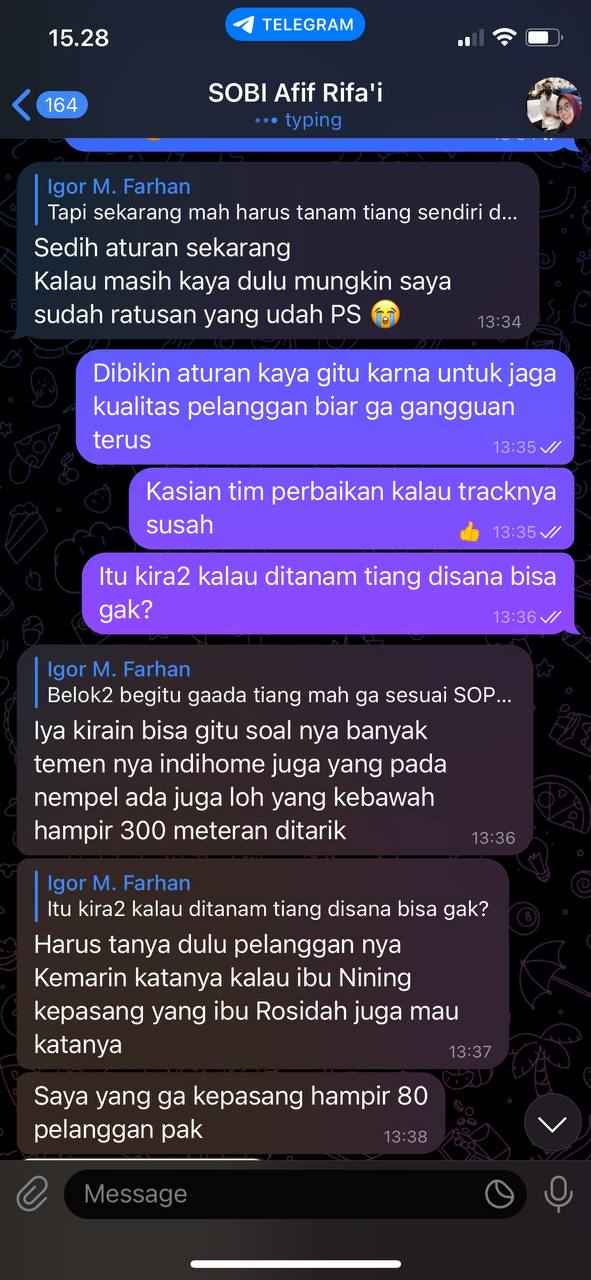 15.28
TELEGRAM
164
SOBI Afif Rifa'i
typing
Igor M. Farhan
Tapi sekarang mah harus tanam tiang sendiri d...
Sedih aturan sekarang
Kalau masih kaya dulu mungkin saya
sudah ratusan yang udah PS 😭
13:34
Dibikin aturan kaya gitu karna untuk jaga
kualitas pelanggan biar ga gangguan
terus
13:35
Kasian tim perbaikan kalau tracknya
susah
👍 13:35
Itu kira2 kalau ditanam tiang disana bisa
gak?
13:36
Igor M. Farhan
Belok2 begitu gaada tiang mah ga sesuai SOP...
Iya kirain bisa gitu soal nya banyak
temen nya indihome juga yang pada
nempel ada juga loh yang kebawah
hampir 300 meteran ditarik
13:36
Igor M. Farhan
Itu kira2 kalau ditanam tiang disana bisa gak?
Harus tanya dulu pelanggan nya
Kemarin katanya kalau ibu Nining
kepasang yang ibu Rosidah juga mau
katanya
13:37
Saya yang ga kepasang hampir 80
pelanggan pak
13:38
Message